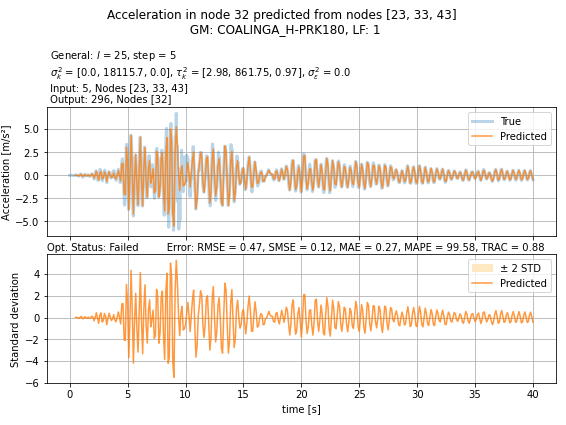 Acceleration in node 32 predicted from nodes [23, 33, 43]
GM: COALINGA_H-PRK180, LF: 1
General: l = 25, step = 5
σ²ₖ = [0.0, 18115.7, 0.0], τ²ₖ = [2.98, 861.75, 0.97], σ²ε = 0.0
Input: 5, Nodes [23, 33, 43]
Output: 296, Nodes [32]
Acceleration [m/s²]
5.0
2.5
0.0
−2.5
−5.0
True
Predicted
Opt. Status: Failed Error: RMSE = 0.47, SMSE = 0.12, MAE = 0.27, MAPE = 99.58, TRAC = 0.88
Standard deviation
4
2
0
−2
−4
−6
± 2 STD
Predicted
0 5 10 15 20 25 30 35 40
time [s]